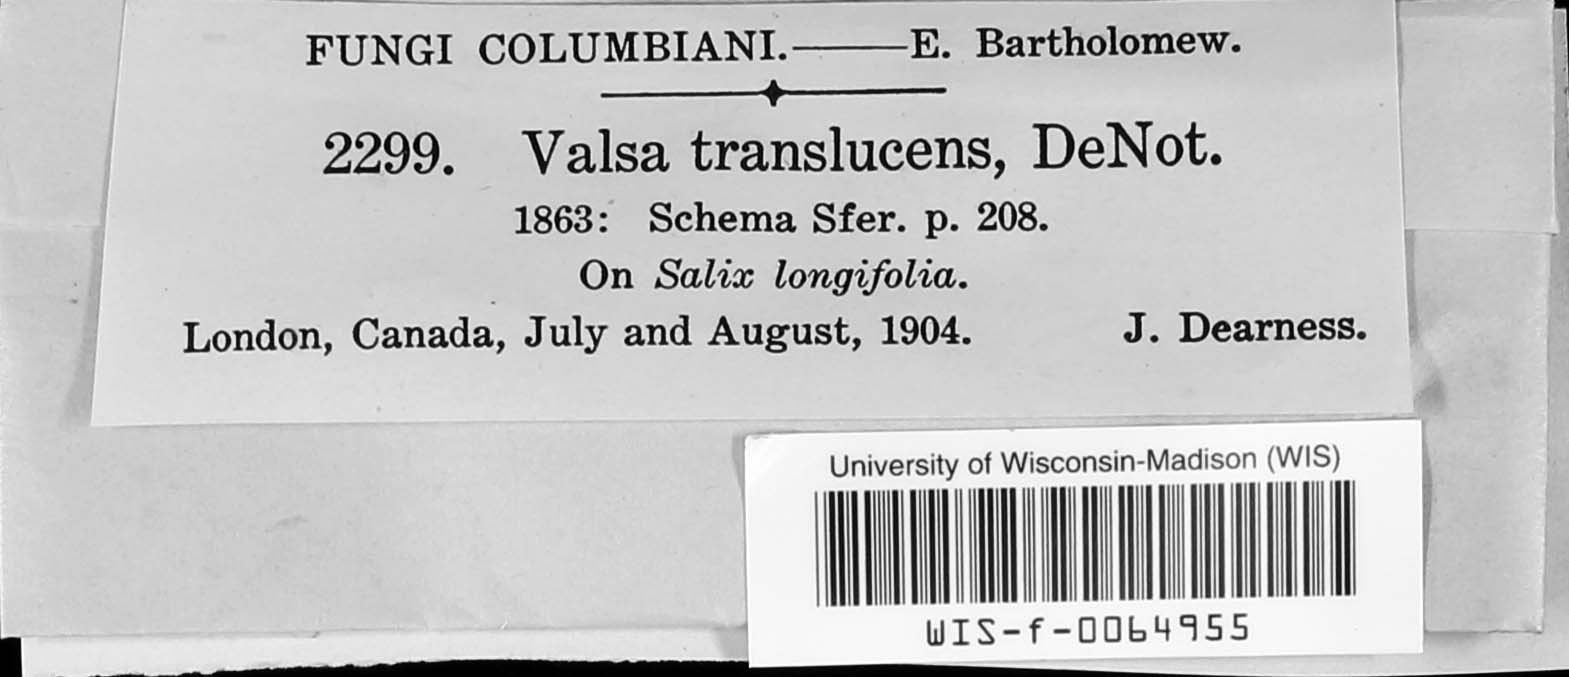 FUNGI COLUMBIANI.——E. Bartholomew.
2299. Valsa translucens, DeNot.
1863: Schema Sfer. p. 208.
On Salix longifolia.
London, Canada, July and August, 1904. J. Dearness.
University of Wisconsin-Madison (WIS)
WIS-f-0064955